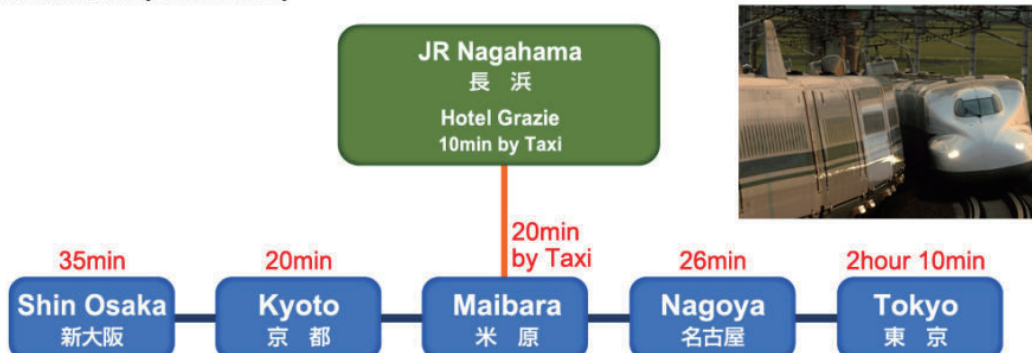 JR Nagahama
長 浜
Hotel Grazie
10min by Taxi
20min
by Taxi
35min
20min
26min
2hour 10min
Shin Osaka
新大阪
Kyoto
京 都
Maibara
米 原
Nagoya
名古屋
Tokyo
東 京